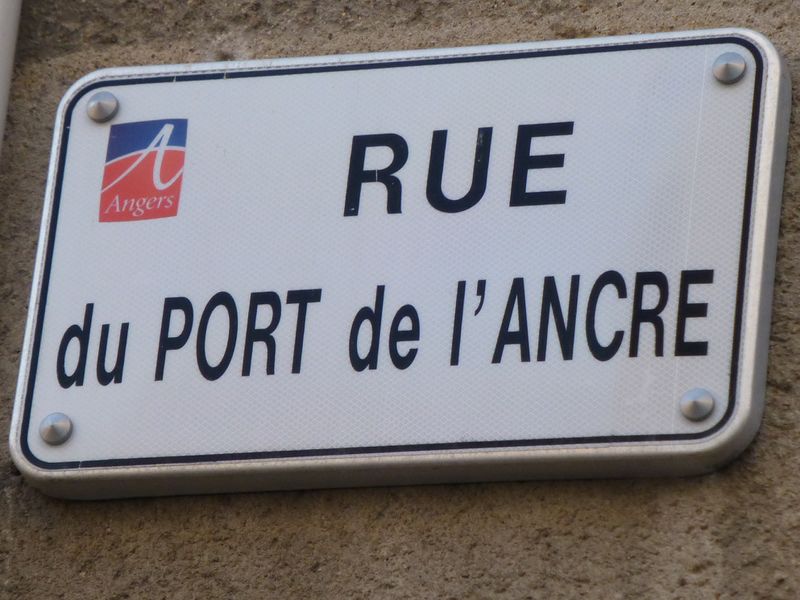 A
Angers
RUE
du PORT de l'ANCRE